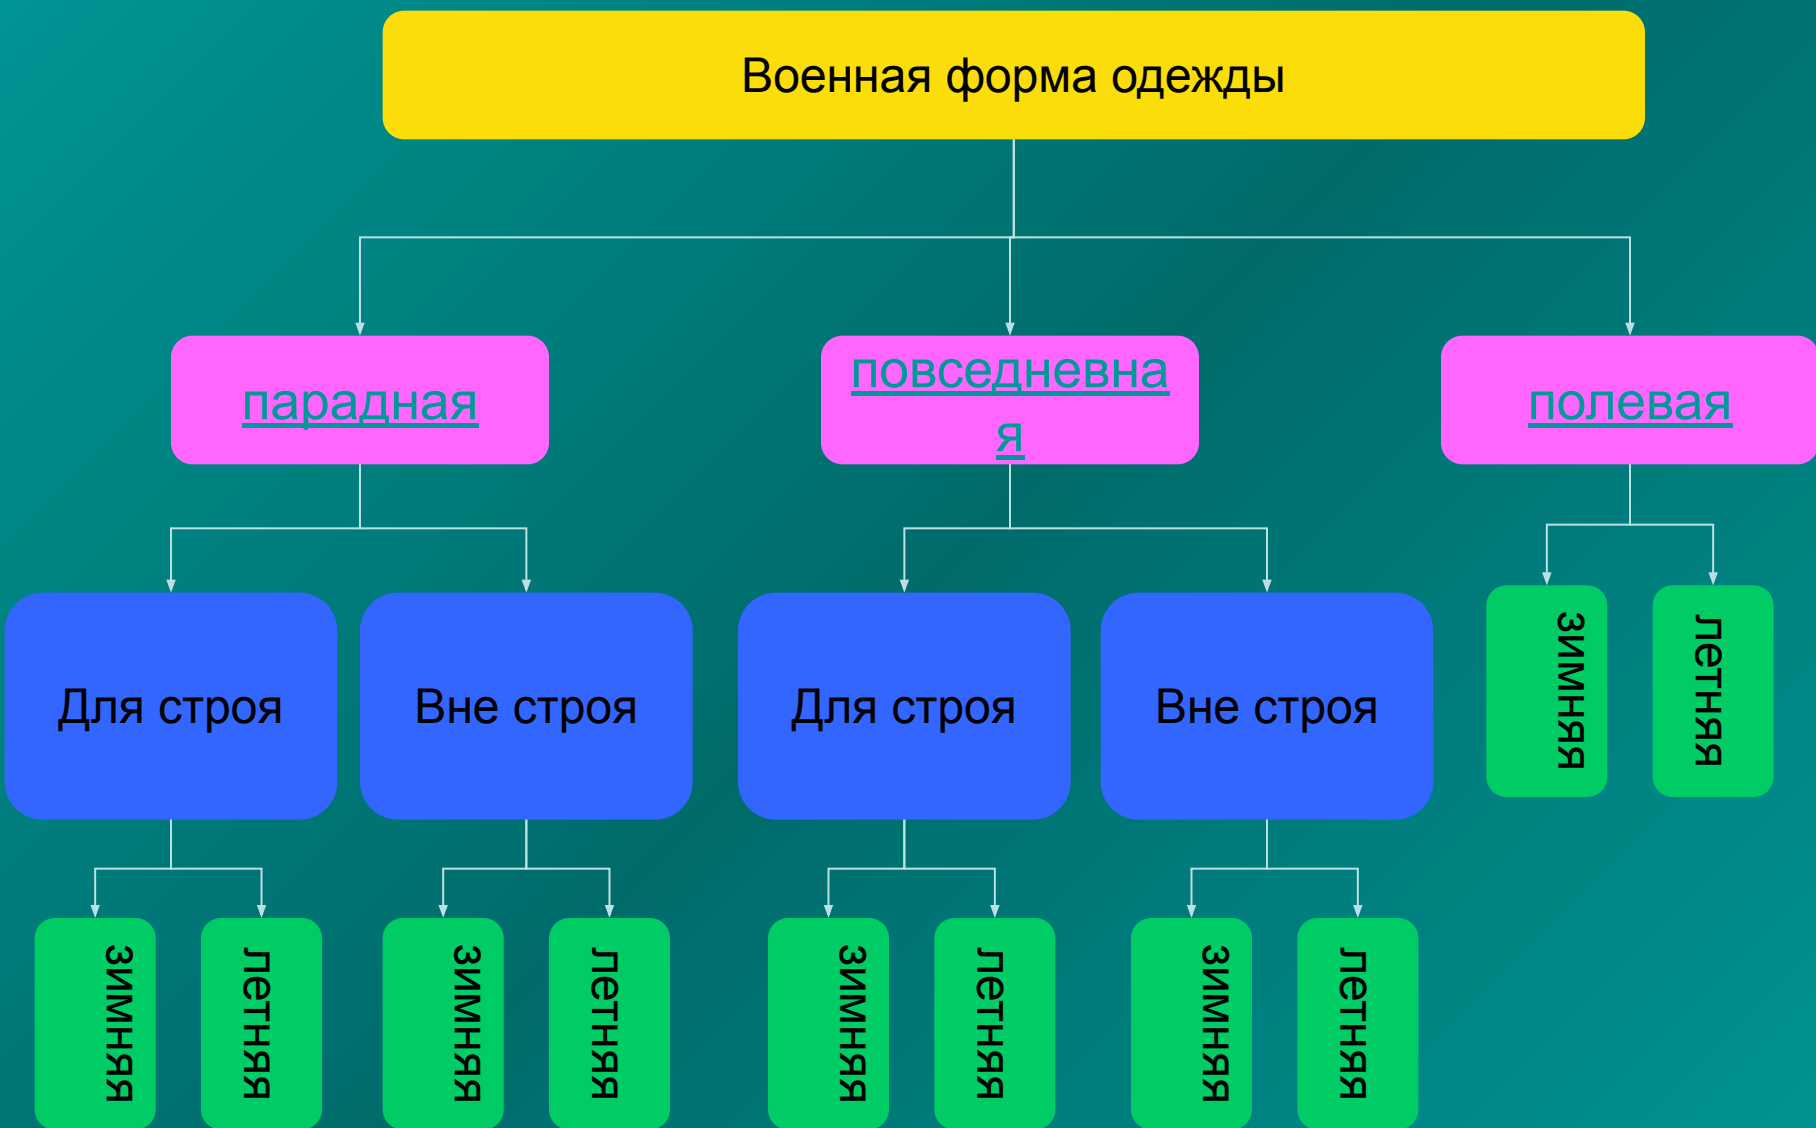 Военная форма одежды
парадная
повседневна
я
полевая
Для строя
Вне строя
Для строя
Вне строя
зимняя
летняя
зимняя
летняя
зимняя
летняя
зимняя
летняя
зимняя
летняя